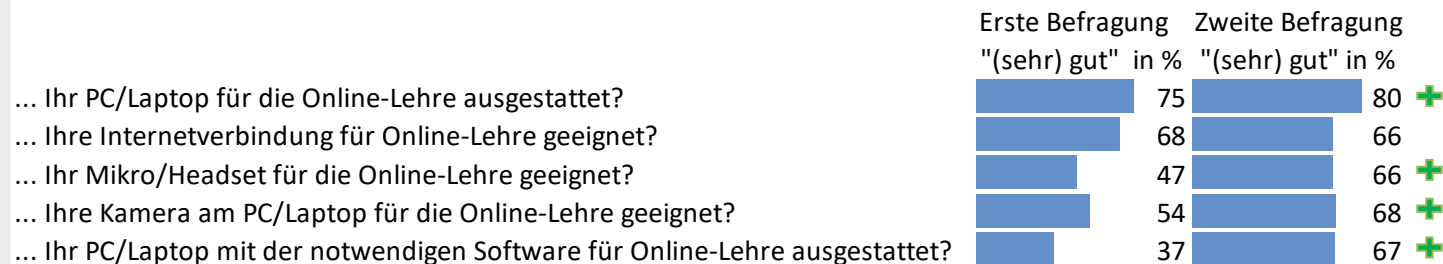 Erste Befragung Zweite Befragung
"(sehr) gut" in % "(sehr) gut" in %
... Ihr PC/Laptop für die Online-Lehre ausgestattet? 75 80
... Ihre Internetverbindung für Online-Lehre geeignet? 68 66
... Ihr Mikro/Headset für die Online-Lehre geeignet? 47 66
... Ihre Kamera am PC/Laptop für die Online-Lehre geeignet? 54 68
... Ihr PC/Laptop mit der notwendigen Software für Online-Lehre ausgestattet? 37 67